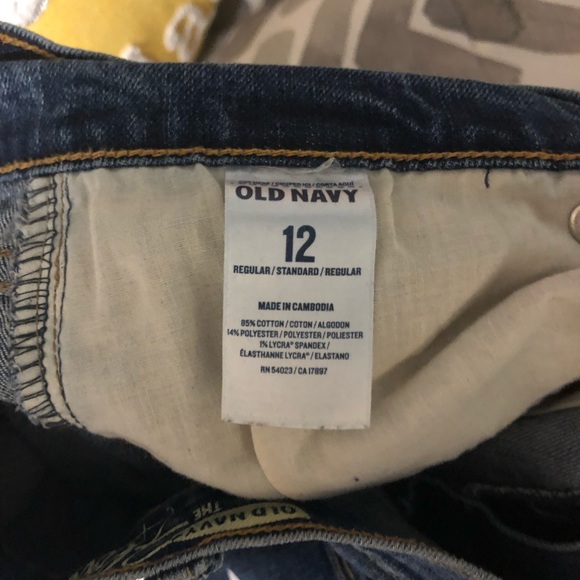 OLD NAVY
12
REGULAR / STANDARD / REGULAR
MADE IN CAMBODIA
85% COTTON / COTON / ALGODON
14% POLYESTER / POLYESTER / POLIESTER
1% LYCRA® SPANDEX /
ÉLASTHANNE LYCRA® / ELASTANO
RN 54023 / CA 17897
OLD NAVY
THE